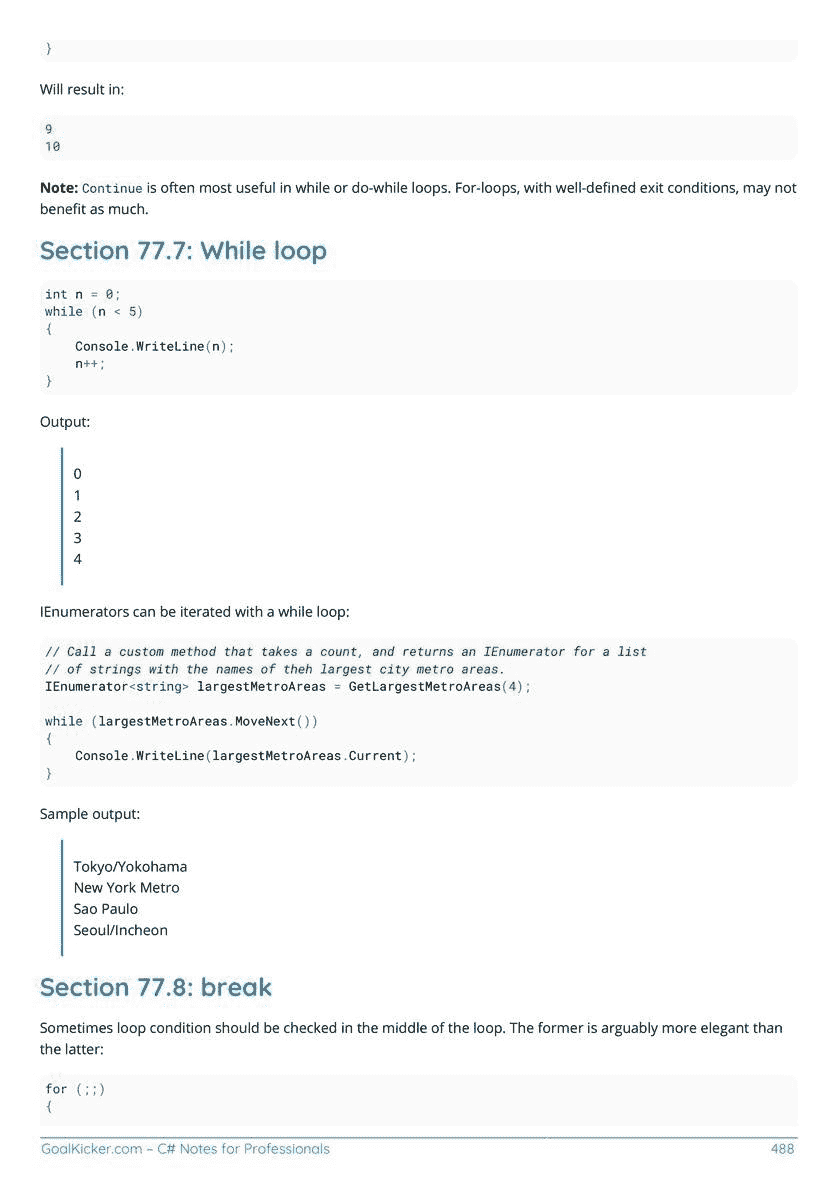 }
Will result in:
9
10
Note: Continue is often most useful in while or do-while loops. For-loops, with well-defined exit conditions, may not
benefit as much.
Section 77.7: While loop
int n = 0;
while (n < 5)
{
    Console.WriteLine(n);
    n++;
}
Output:
0
1
2
3
4
IEnumerators can be iterated with a while loop:
// Call a custom method that takes a count, and returns an IEnumerator for a list
// of strings with the names of theh largest city metro areas.
IEnumerator<string> largestMetroAreas = GetLargestMetroAreas(4);
while (largestMetroAreas.MoveNext())
{
    Console.WriteLine(largestMetroAreas.Current);
}
Sample output:
Tokyo/Yokohama
New York Metro
Sao Paulo
Seoul/Incheon
Section 77.8: break
Sometimes loop condition should be checked in the middle of the loop. The former is arguably more elegant than
the latter:
for (;;)
{
GoalKicker.com – C# Notes for Professionals 488